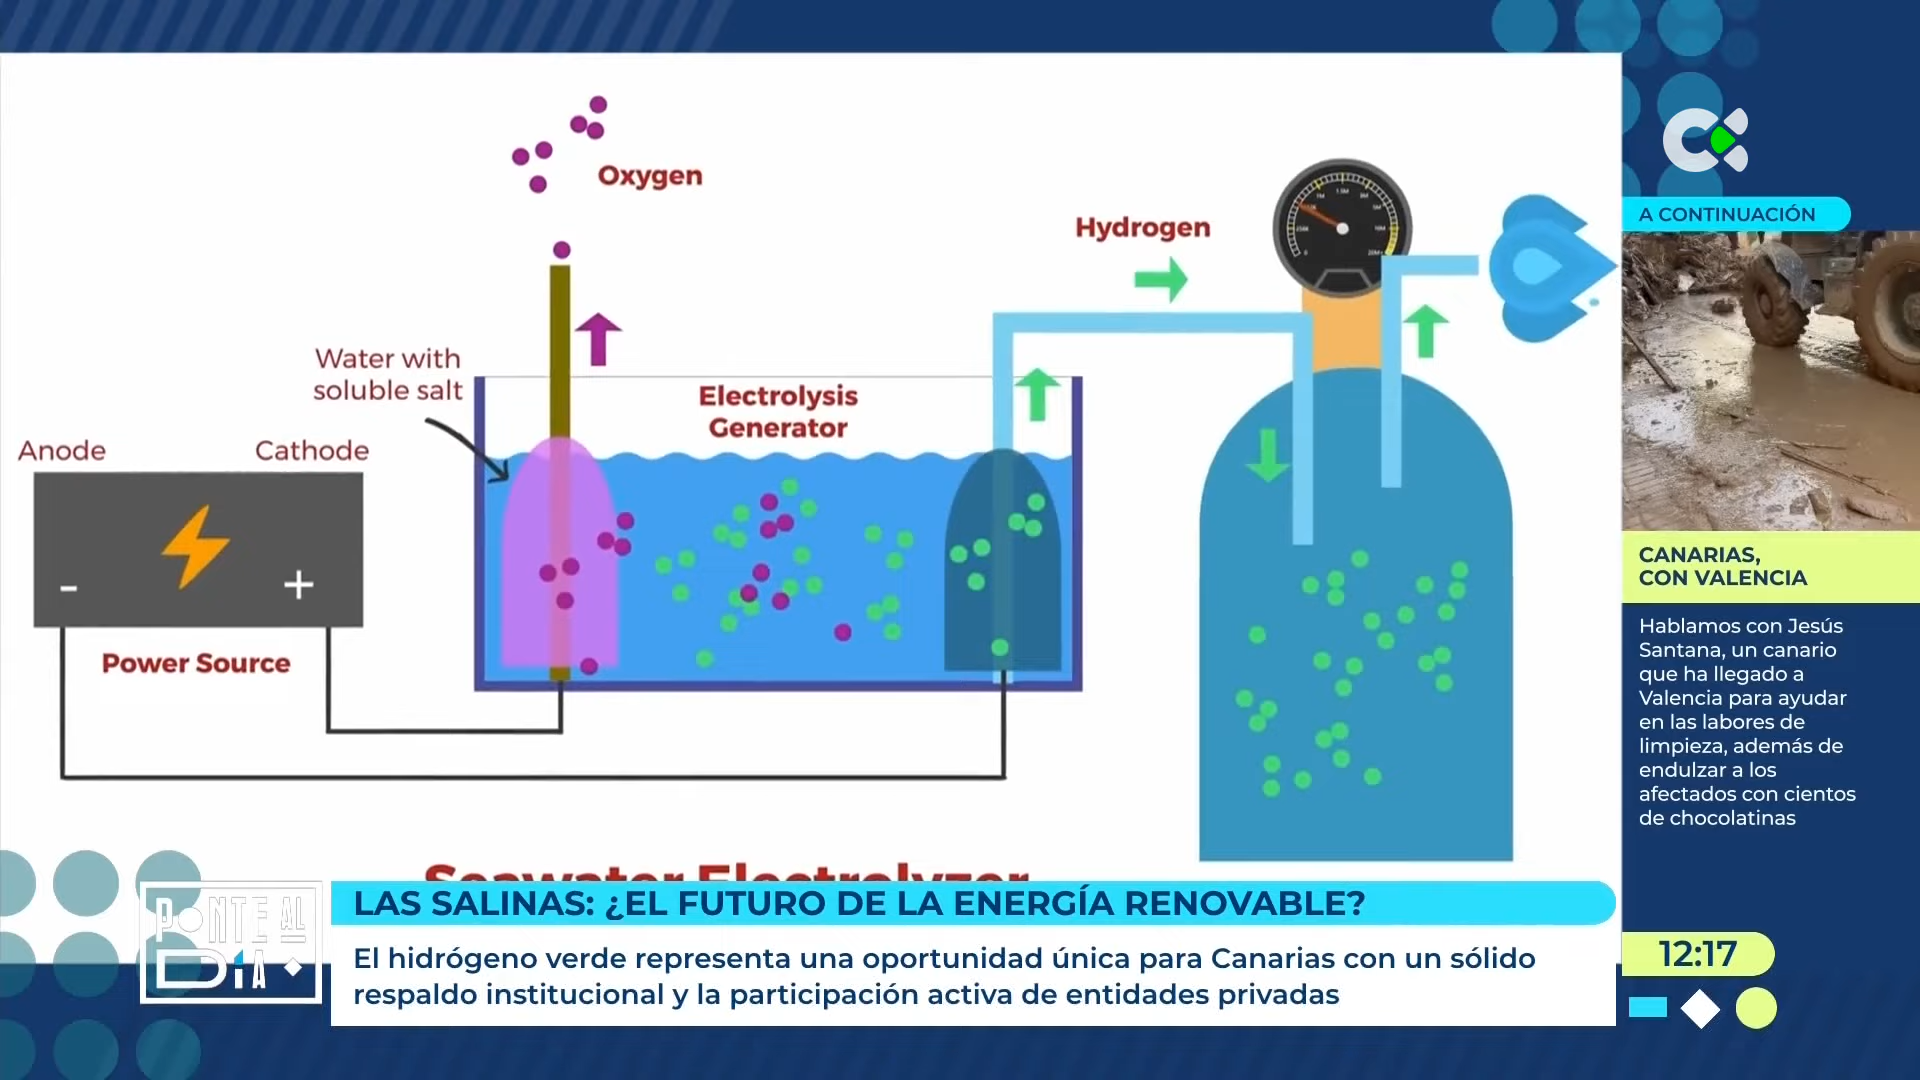 Oxygen
Hydrogen
A CONTINUACIÓN
Water with
soluble salt
Electrolysis
Generator
Anode
Cathode
- +
Power Source
CANARIAS,
CON VALENCIA
Hablamos con Jesús
Santana, un canario
que ha llegado a
Valencia para ayudar
en las labores de
limpieza, además de
endulzar a los
afectados con cientos
de chocolatinas
Seawater Electrolyzer
PONTE AL
DÍA
LAS SALINAS: ¿EL FUTURO DE LA ENERGÍA RENOVABLE?
El hidrógeno verde representa una oportunidad única para Canarias con un sólido
respaldo institucional y la participación activa de entidades privadas
12:17